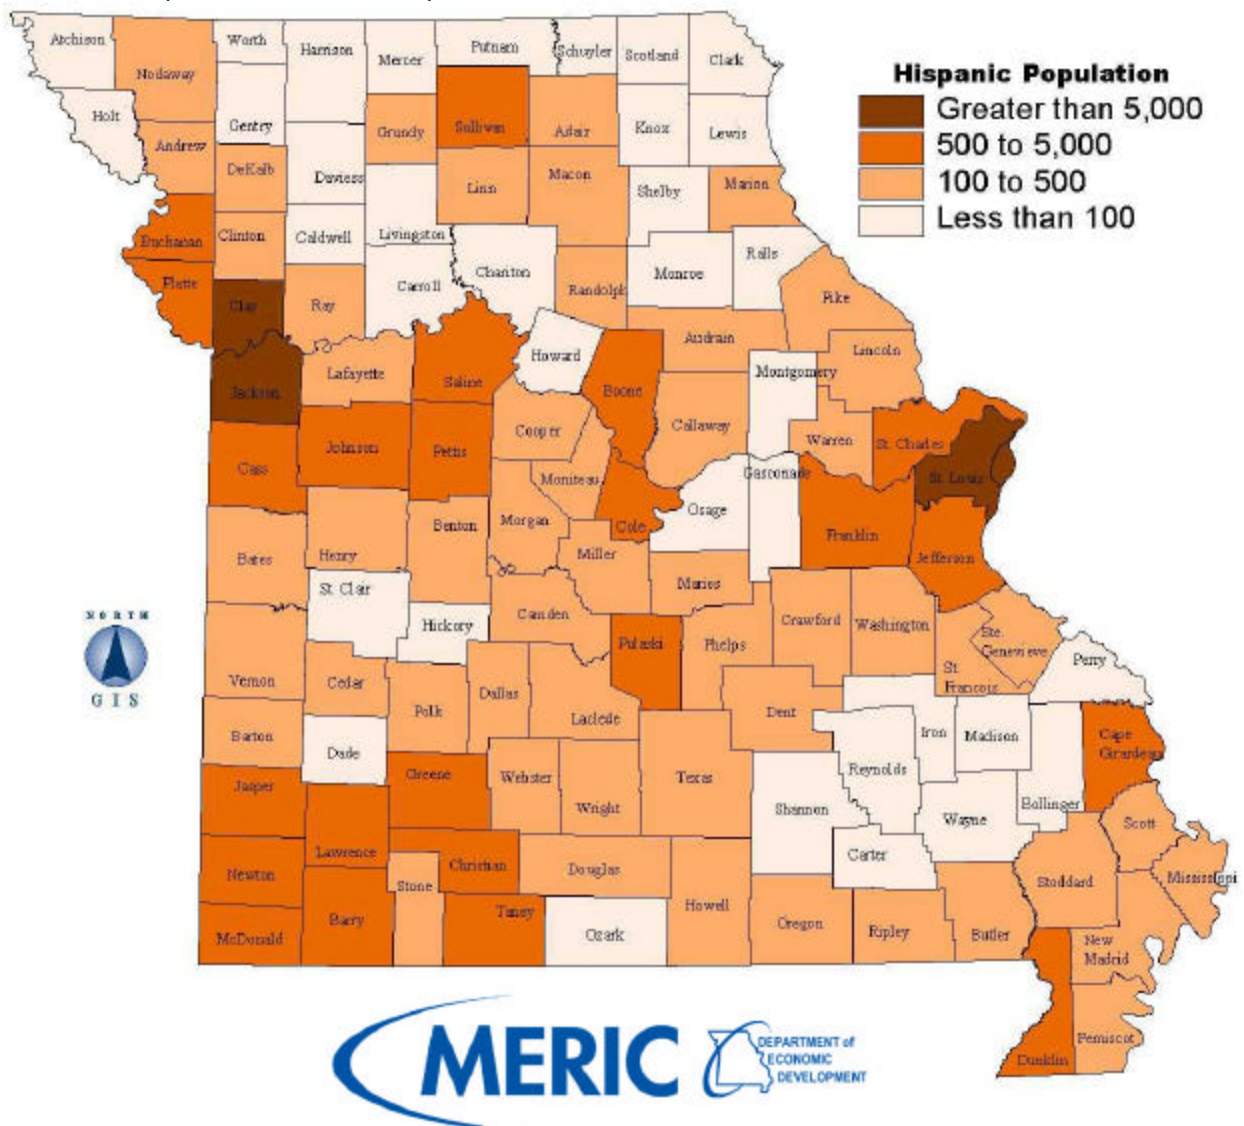 Hispanic Population
Greater than 5,000
500 to 5,000
100 to 500
Less than 100
Atchison
Nodaway
Worth
Harrison
Mercer
Putnam
Schuyler
Scotland
Clark
Holt
Andrew
Gentry
DeKalb
Daviess
Grundy
Sullivan
Adair
Knox
Lewis
Linn
Macon
Shelby
Marion
Buchanan
Clinton
Caldwell
Livingston
Chariton
Randolph
Monroe
Ralls
Platte
Clay
Ray
Carroll
Pike
Jackson
Lafayette
Saline
Howard
Boone
Audrain
Montgomery
Lincoln
Cass
Johnson
Pettis
Cooper
Moniteau
Callaway
Warren
St. Charles
St. Louis
Gasconade
Bates
Henry
Benton
Morgan
Cole
Osage
Franklin
Jefferson
St Clair
Miller
Maries
Hickory
Camden
Pulaski
Phelps
Crawford
Washington
Ste.
Genevieve
St
Francois
Perry
NORTH
GIS
Vernon
Cedar
Polk
Dallas
Laclede
Dent
Iron
Madison
Cape
Girardeau
Barton
Dade
Greene
Webster
Wright
Texas
Reynolds
Shannon
Wayne
Bollinger
Scott
Jasper
Lawrence
Christian
Douglas
Carter
Stoddard
Mississippi
Newton
Stone
Howell
McDonald
Barry
Taney
Ozark
Oregon
Ripley
Butler
New
Madrid
Dunklin
Pemiscot
MERIC
DEPARTMENT of
ECONOMIC
DEVELOPMENT